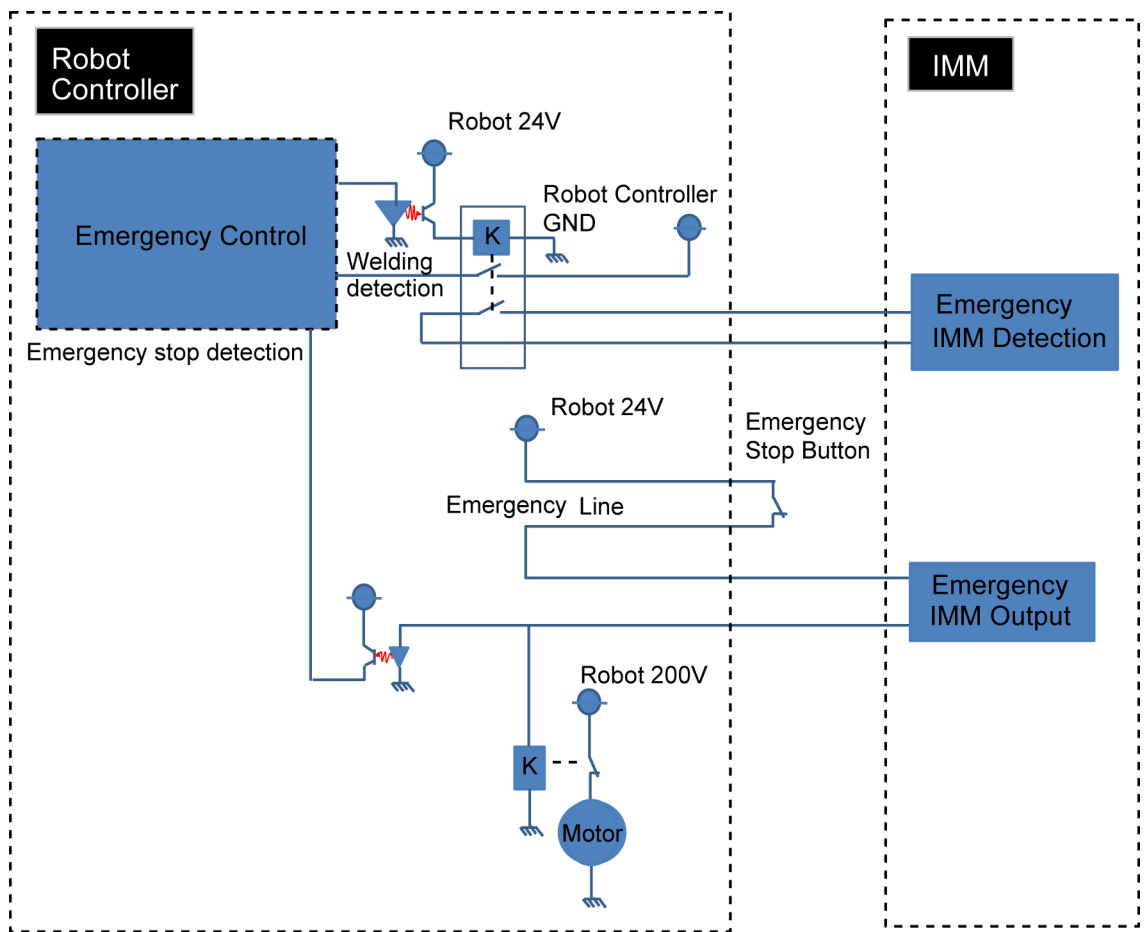 Robot
Controller
IMM
Robot 24V
Emergency Control
K
Robot Controller
GND
Welding
detection
Emergency
IMM Detection
Emergency stop detection
Robot 24V
Emergency
Stop Button
Emergency Line
Emergency
IMM Output
Robot 200V
K
Motor